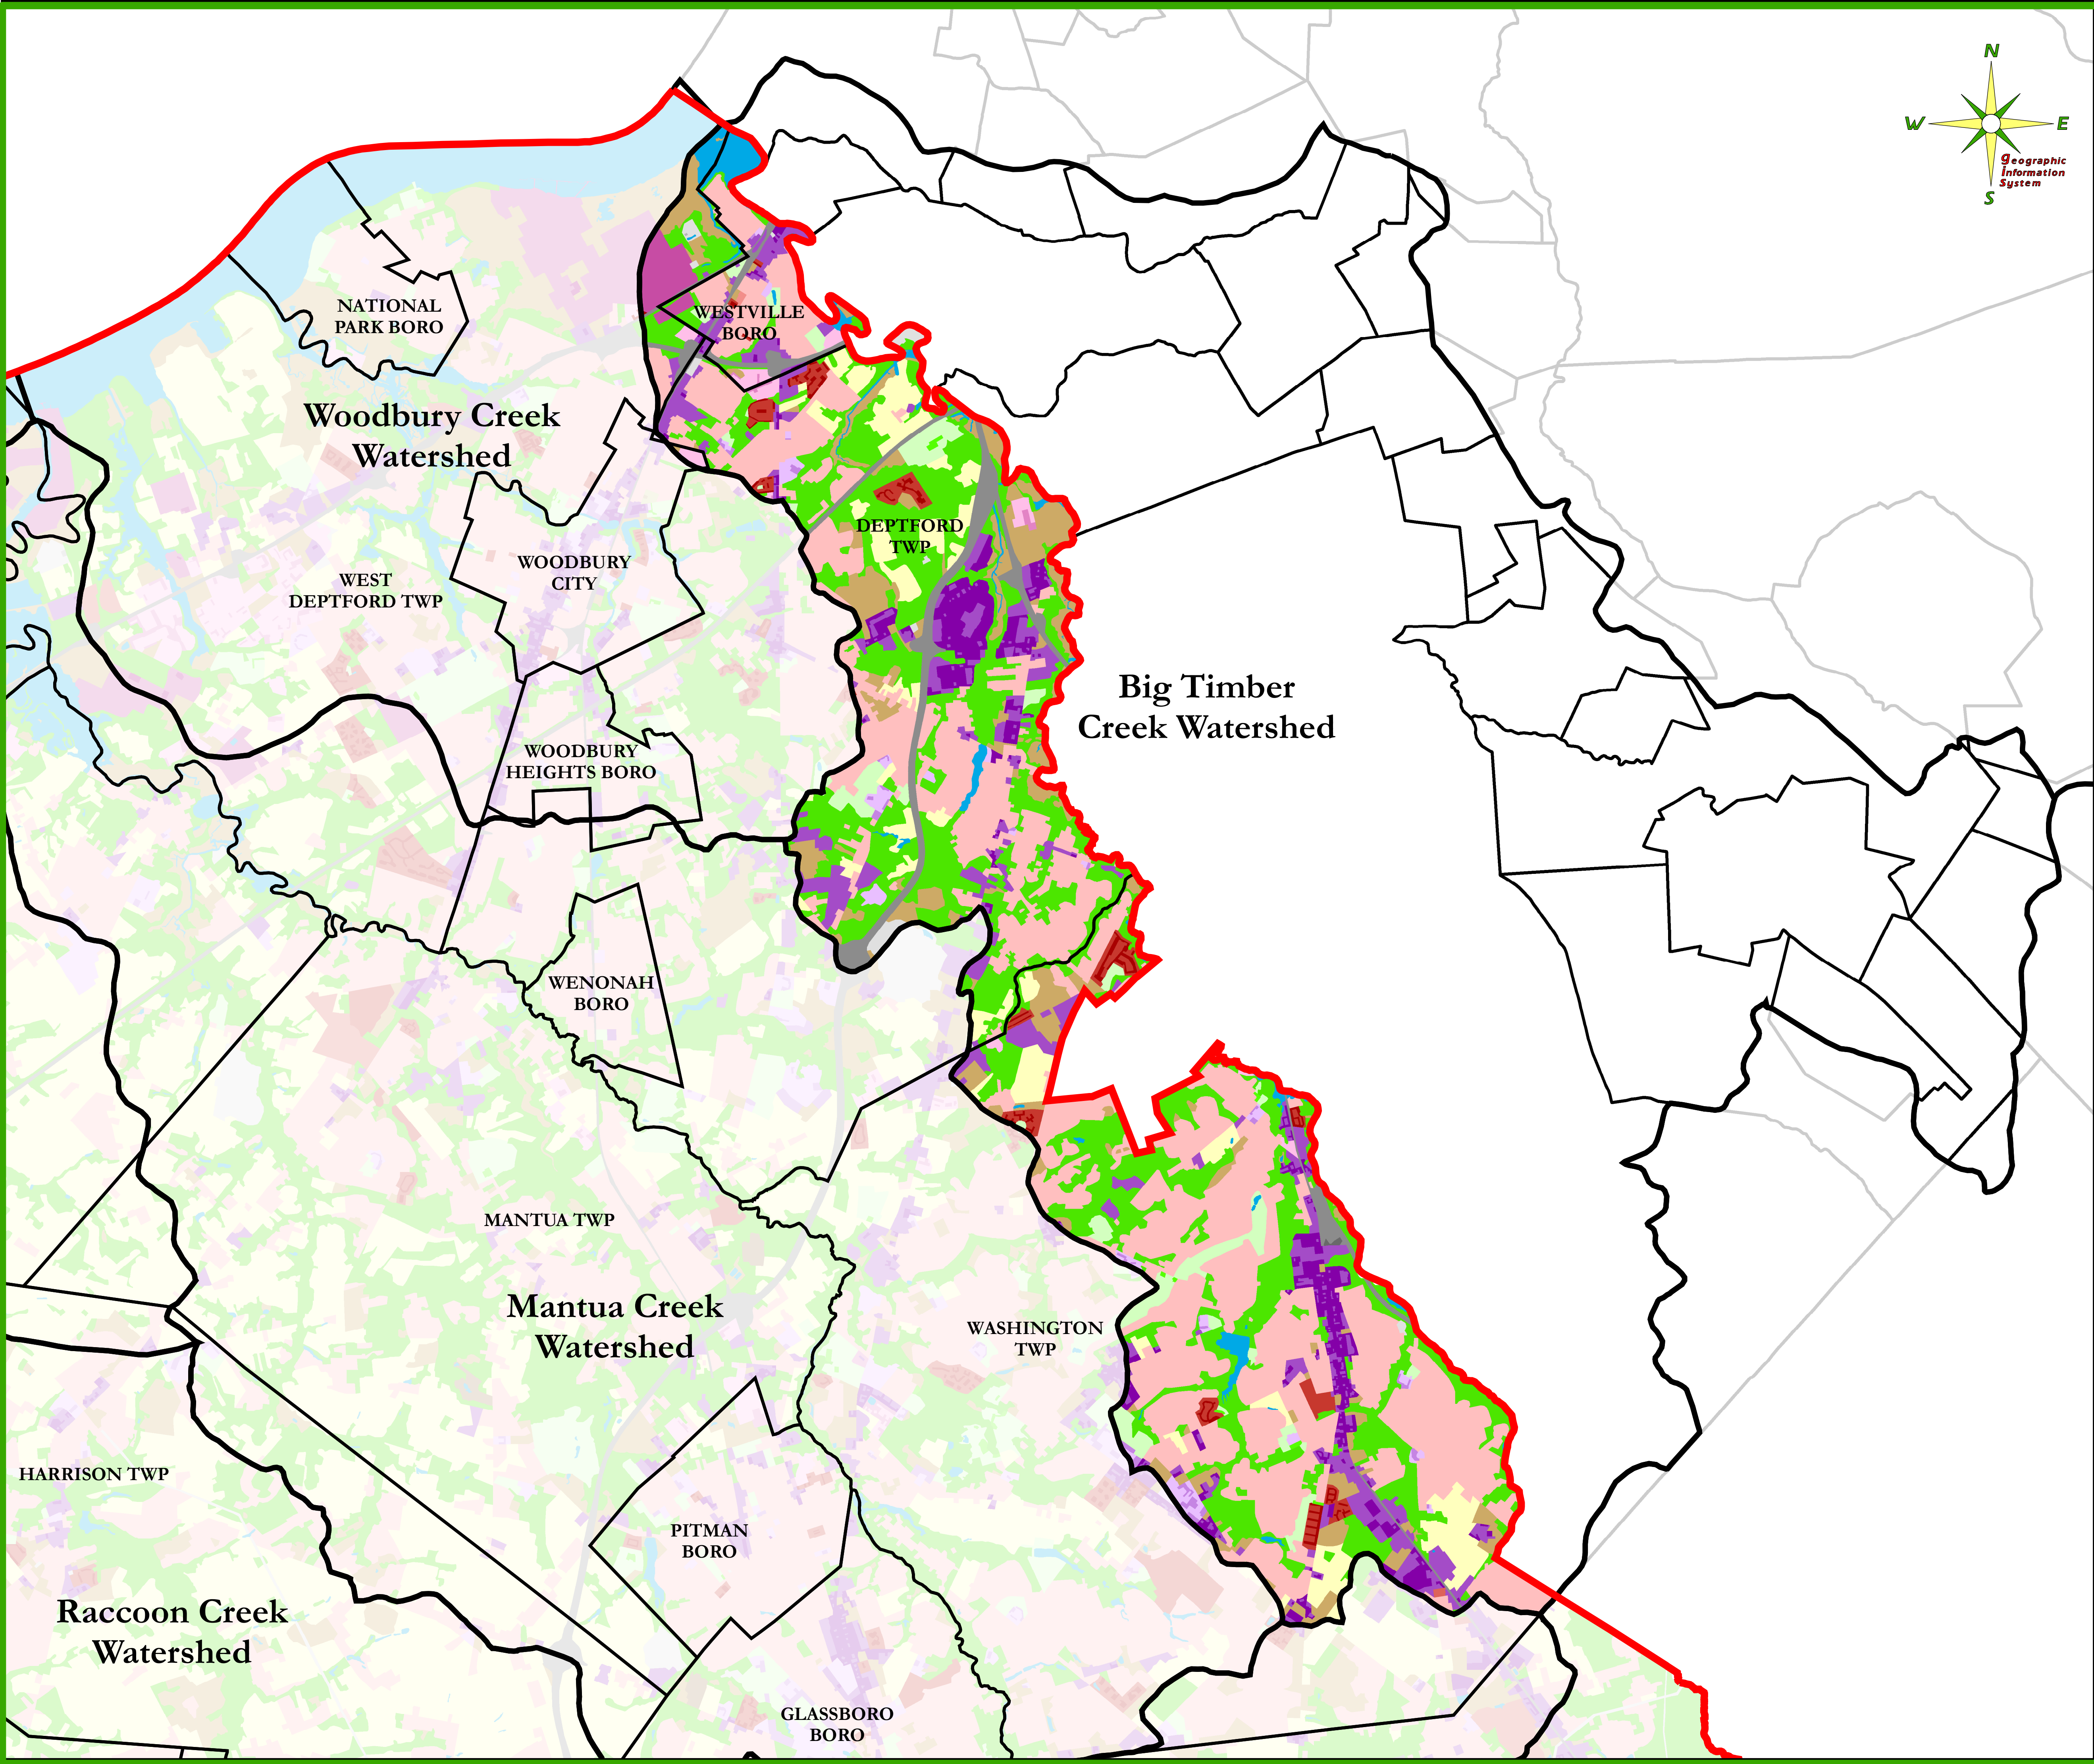 N
W
E
geographic
Information
System
S
NATIONAL
PARK BORO
WESTVILLE
BORO
Woodbury Creek
Watershed
DEPTFORD
TWP
WOODBURY
CITY
WEST
DEPTFORD TWP
Big Timber
Creek Watershed
WOODBURY
HEIGHTS BORO
WENONAH
BORO
MANTUA TWP
Mantua Creek
Watershed
WASHINGTON
TWP
HARRISON TWP
PITMAN
BORO
Raccoon Creek
Watershed
GLASSBORO
BORO